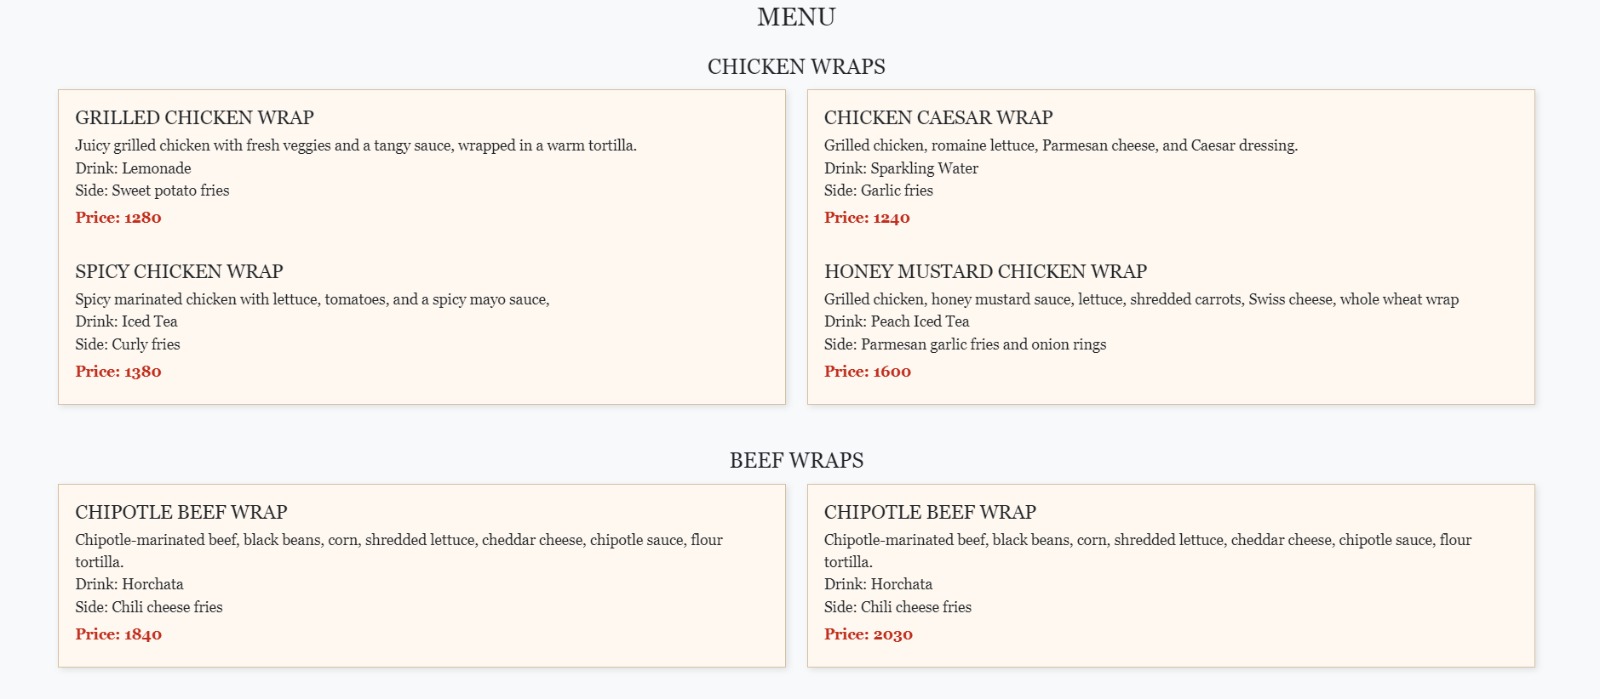 MENU
CHICKEN WRAPS
GRILLED CHICKEN WRAP
Juicy grilled chicken with fresh veggies and a tangy sauce, wrapped in a warm tortilla.
Drink: Lemonade
Side: Sweet potato fries
Price: 1280
SPICY CHICKEN WRAP
Spicy marinated chicken with lettuce, tomatoes, and a spicy mayo sauce,
Drink: Iced Tea
Side: Curly fries
Price: 1380
CHICKEN CAESAR WRAP
Grilled chicken, romaine lettuce, Parmesan cheese, and Caesar dressing.
Drink: Sparkling Water
Side: Garlic fries
Price: 1240
HONEY MUSTARD CHICKEN WRAP
Grilled chicken, honey mustard sauce, lettuce, shredded carrots, Swiss cheese, whole wheat wrap
Drink: Peach Iced Tea
Side: Parmesan garlic fries and onion rings
Price: 1600
BEEF WRAPS
CHIPOTLE BEEF WRAP
Chipotle-marinated beef, black beans, corn, shredded lettuce, cheddar cheese, chipotle sauce, flour
tortilla.
Drink: Horchata
Side: Chili cheese fries
Price: 1840
CHIPOTLE BEEF WRAP
Chipotle-marinated beef, black beans, corn, shredded lettuce, cheddar cheese, chipotle sauce, flour
tortilla.
Drink: Horchata
Side: Chili cheese fries
Price: 2030